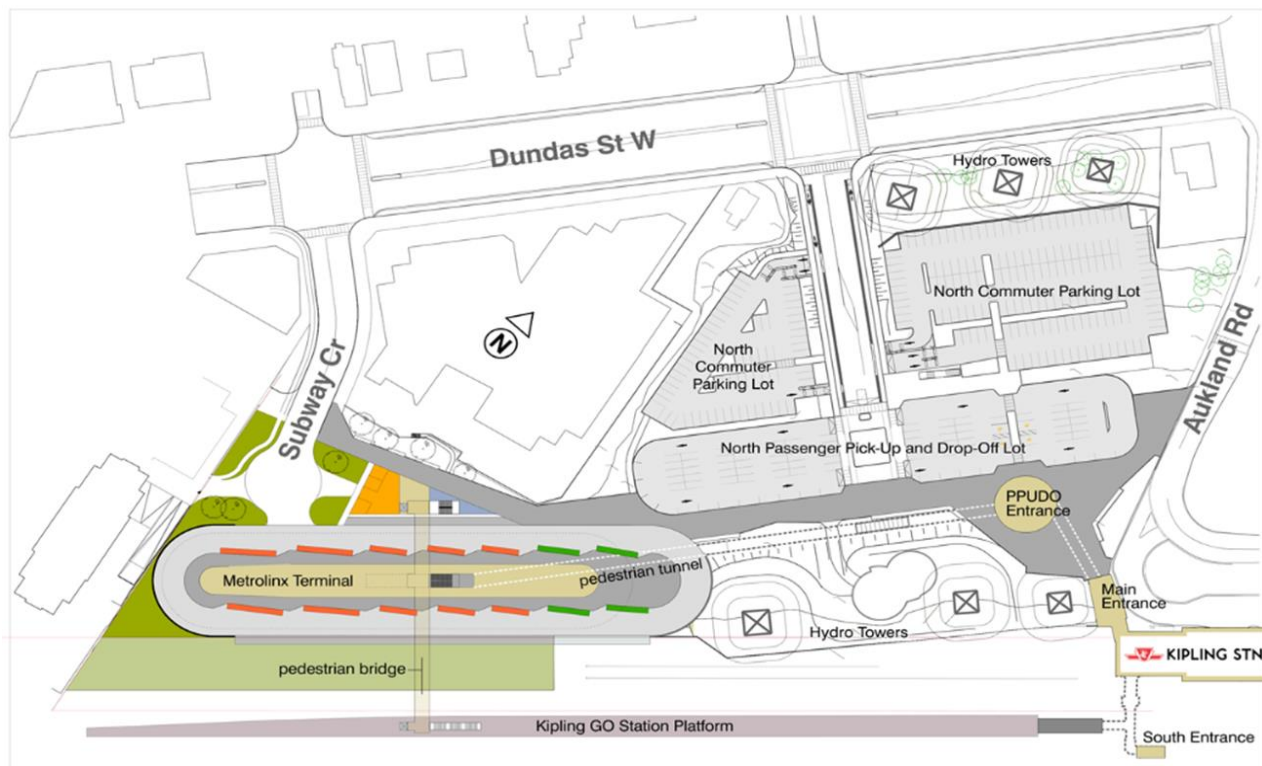 Dundas St W
Hydro Towers
North Commuter Parking Lot
North
Commuter
Parking Lot
Aukland Rd
N
Subway Cr
North Passenger Pick-Up and Drop-Off Lot
PPUDO
Entrance
Metrolinx Terminal
pedestrian tunnel
Main
Entrance
Hydro Towers
KIPLING STN
pedestrian bridge
Kipling GO Station Platform
South Entrance